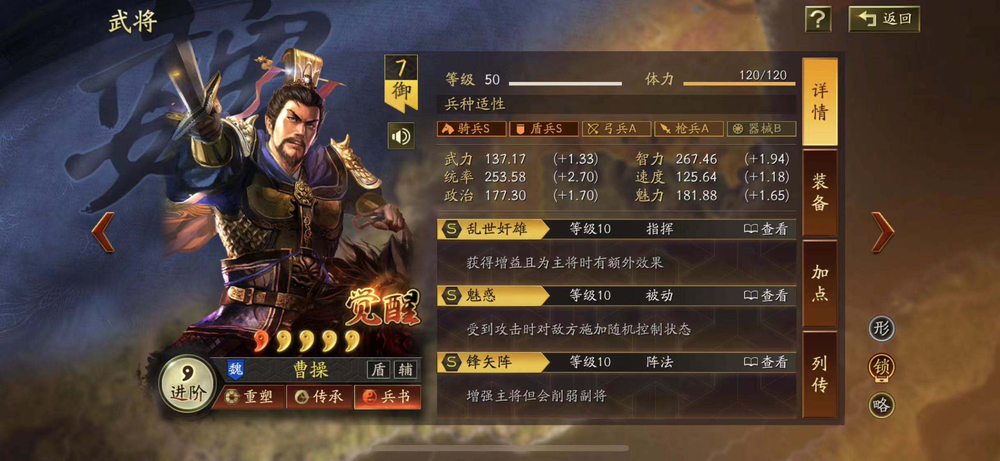 武将
?
返回
7
御
等级 50
体力 120/120
兵种适性
骑兵S 盾兵S 弓兵A 枪兵A 器械B
武力 137.17 (+1.33) 智力 267.46 (+1.94)
统率 253.58 (+2.70) 速度 125.64 (+1.18)
政治 177.30 (+1.70) 魅力 181.88 (+1.65)
S 乱世奸雄 等级10 指挥 查看
获得增益且为主将时有额外效果
S 魅惑 等级10 被动 查看
受到攻击时对敌方施加随机控制状态
S 锋矢阵 等级10 阵法 查看
增强主将但会削弱副将
详情
装备
加点
列传
觉醒
魏 曹操 盾 辅
进阶
重塑 传承 兵书
形
锁
略